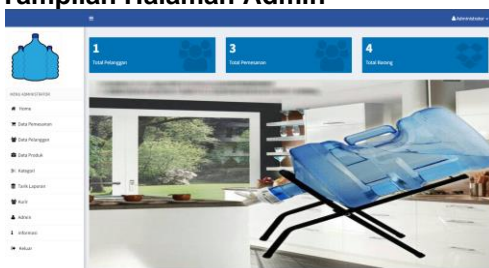 Tampilan Halaman Admin
Administrator
1
Total Pelanggan
3
Total Pemesanan
4
Total Barang
MENU ADMINISTRATOR
Home
Data Pemesanan
Data Pelanggan
Data Produk
Kategori
Tarik Laporan
Kurir
Admin
Informasi
Keluar